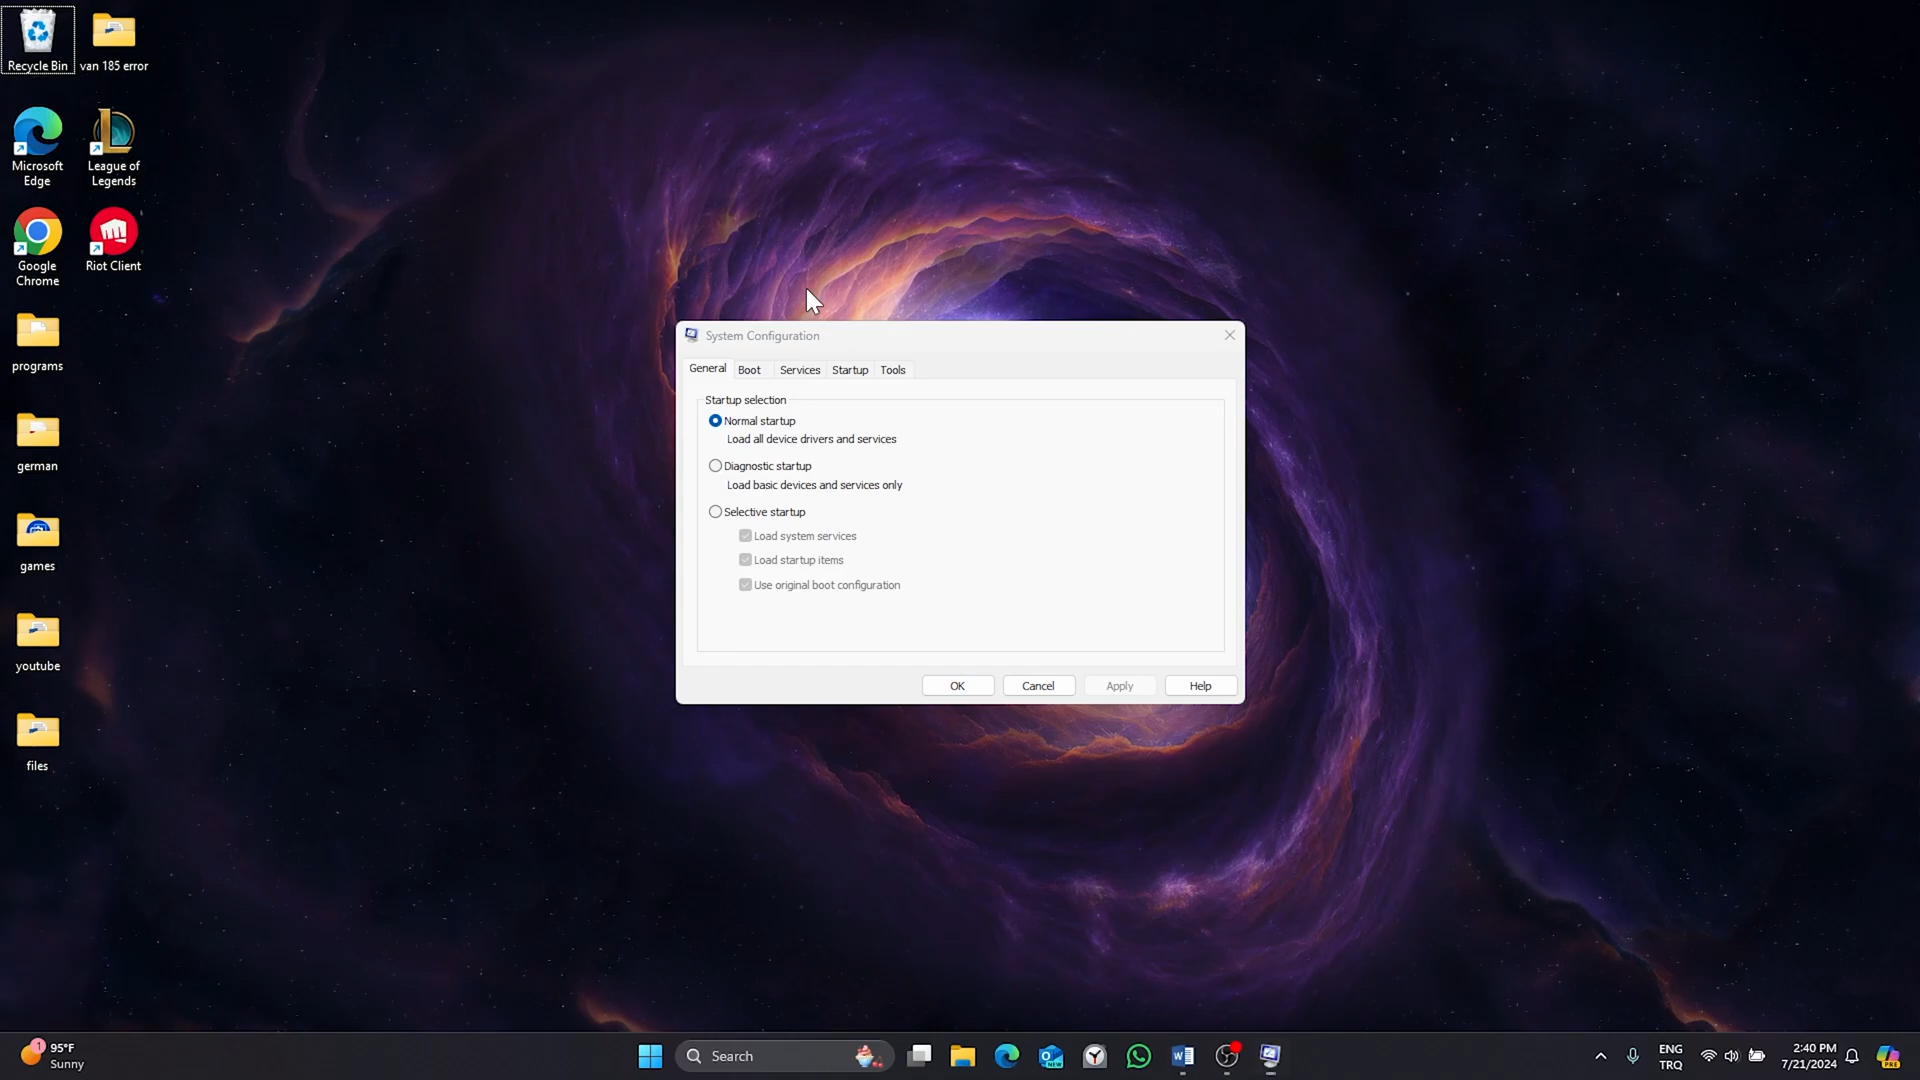 Recycle Bin
van 185 error
Microsoft
Edge
League of
Legends
Google
Chrome
Riot Client
programs
german
games
youtube
files
System Configuration
General
Boot
Services
Startup
Tools
Startup selection
Normal startup
Load all device drivers and services
Diagnostic startup
Load basic devices and services only
Selective startup
Load system services
Load startup items
Use original boot configuration
OK
Cancel
Apply
Help
1
95°F
Sunny
Search
NEW
ENG
TRQ
2:40 PM
7/21/2024
PRE